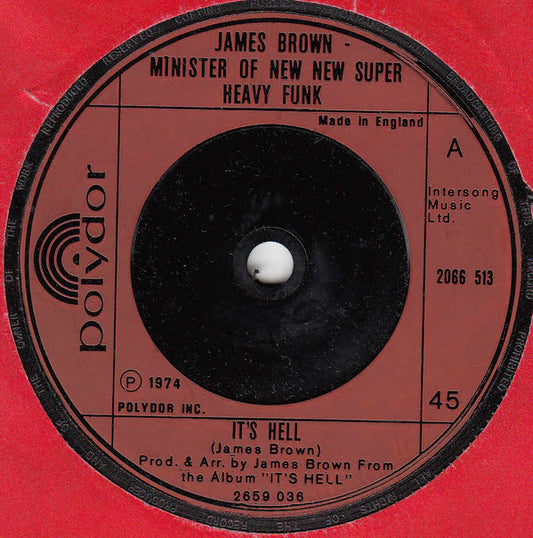 JAMES BROWN -
MINISTER OF NEW NEW SUPER
HEAVY FUNK
Made in England
A
Intersong
Music
Ltd.
2066 513
polydor
℗ 1974
POLYDOR INC.
45
IT'S HELL
(James Brown)
Prod. & Arr. by James Brown From
the Album "IT'S HELL"
2659 036